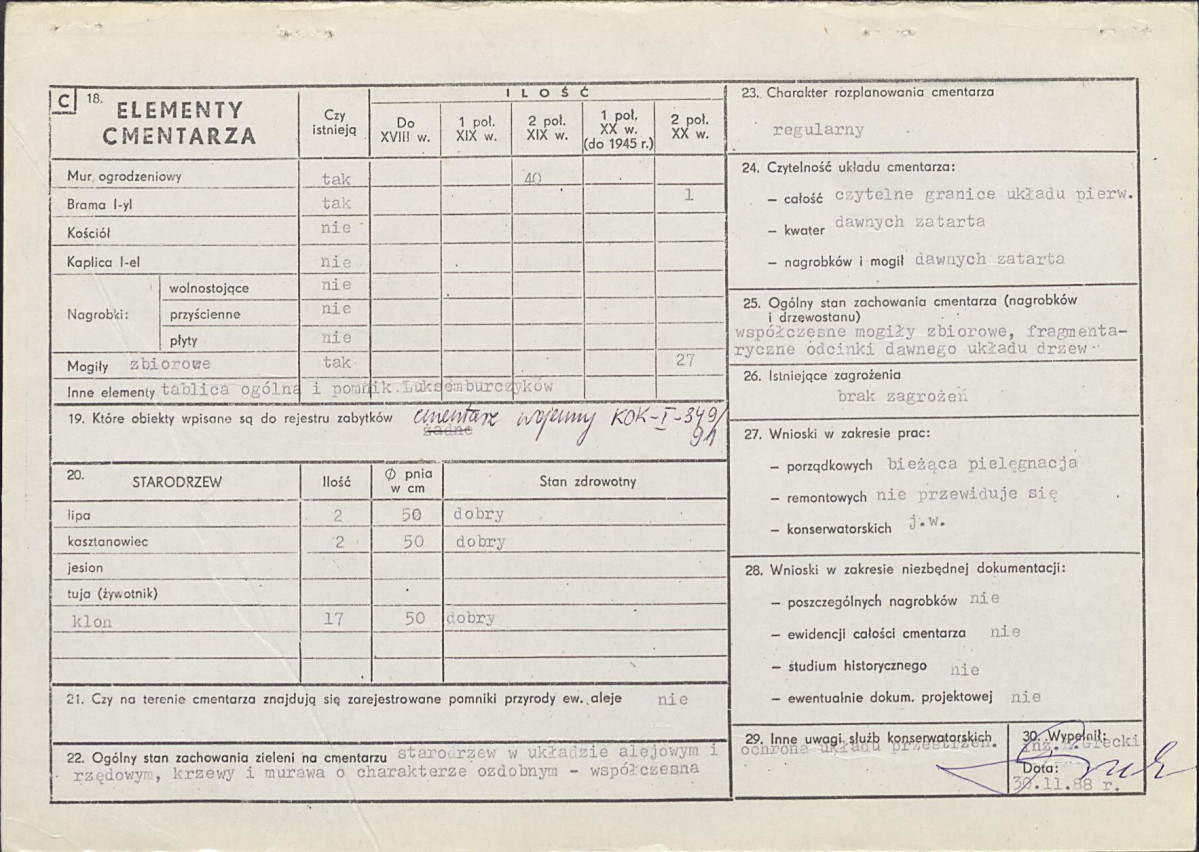 C 18. ELEMENTY CMENTARZA
Czy istnieją
ILOŚĆ
Do XVIII w.
1 poł. XIX w.
2 poł. XIX w.
1 poł. XX w. (do 1945 r.)
2 poł. XX w.
Mur ogrodzeniowy tak 40
Brama I-yl tak 1
Kościół nie
Kaplica I-el nie
Nagrobki:
wolnostojące nie
przyścienne nie
płyty nie
Mogiły zbiorowe tak 27
Inne elementy tablica ogólna i pomnik Luksemburczyków
19. Które obiekty wpisane są do rejestru zabytków cmentarz wojenny KOK-I-349/
żadne 91
20. STARODRZEW Ilość Ø pnia w cm Stan zdrowotny
lipa 2 50 dobry
kasztanowiec 2 50 dobry
jesion
tuja (żywotnik)
klon 17 50 dobry
21. Czy na terenie cmentarza znajdują się zarejestrowane pomniki przyrody ew. aleje nie
22. Ogólny stan zachowania zieleni na cmentarzu starodrzew w układzie alejowym i
rzędowym, krzewy i murawa o charakterze ozdobnym - współczesna
23. Charakter rozplanowania cmentarza
regularny
24. Czytelność układu cmentarza:
– całość czytelne granice układu pierw.
– kwater dawnych zatarta
– nagrobków i mogił dawnych zatarta
25. Ogólny stan zachowania cmentarza (nagrobków
i drzewostanu)
współczesne mogiły zbiorowe, fragmenta-
ryczne odcinki dawnego układu drzew
26. Istniejące zagrożenia
brak zagrożeń
27. Wnioski w zakresie prac:
– porządkowych bieżąca pielęgnacja
– remontowych nie przewiduje się
– konserwatorskich j.w.
28. Wnioski w zakresie niezbędnej dokumentacji:
– poszczególnych nagrobków nie
– ewidencji całości cmentarza nie
– studium historycznego nie
– ewentualnie dokum. projektowej nie
29. Inne uwagi służb konserwatorskich.
ochrona układu przestrzen.
30. Wypełnił:
inż. Grecki
Data:
30.11.88 r.